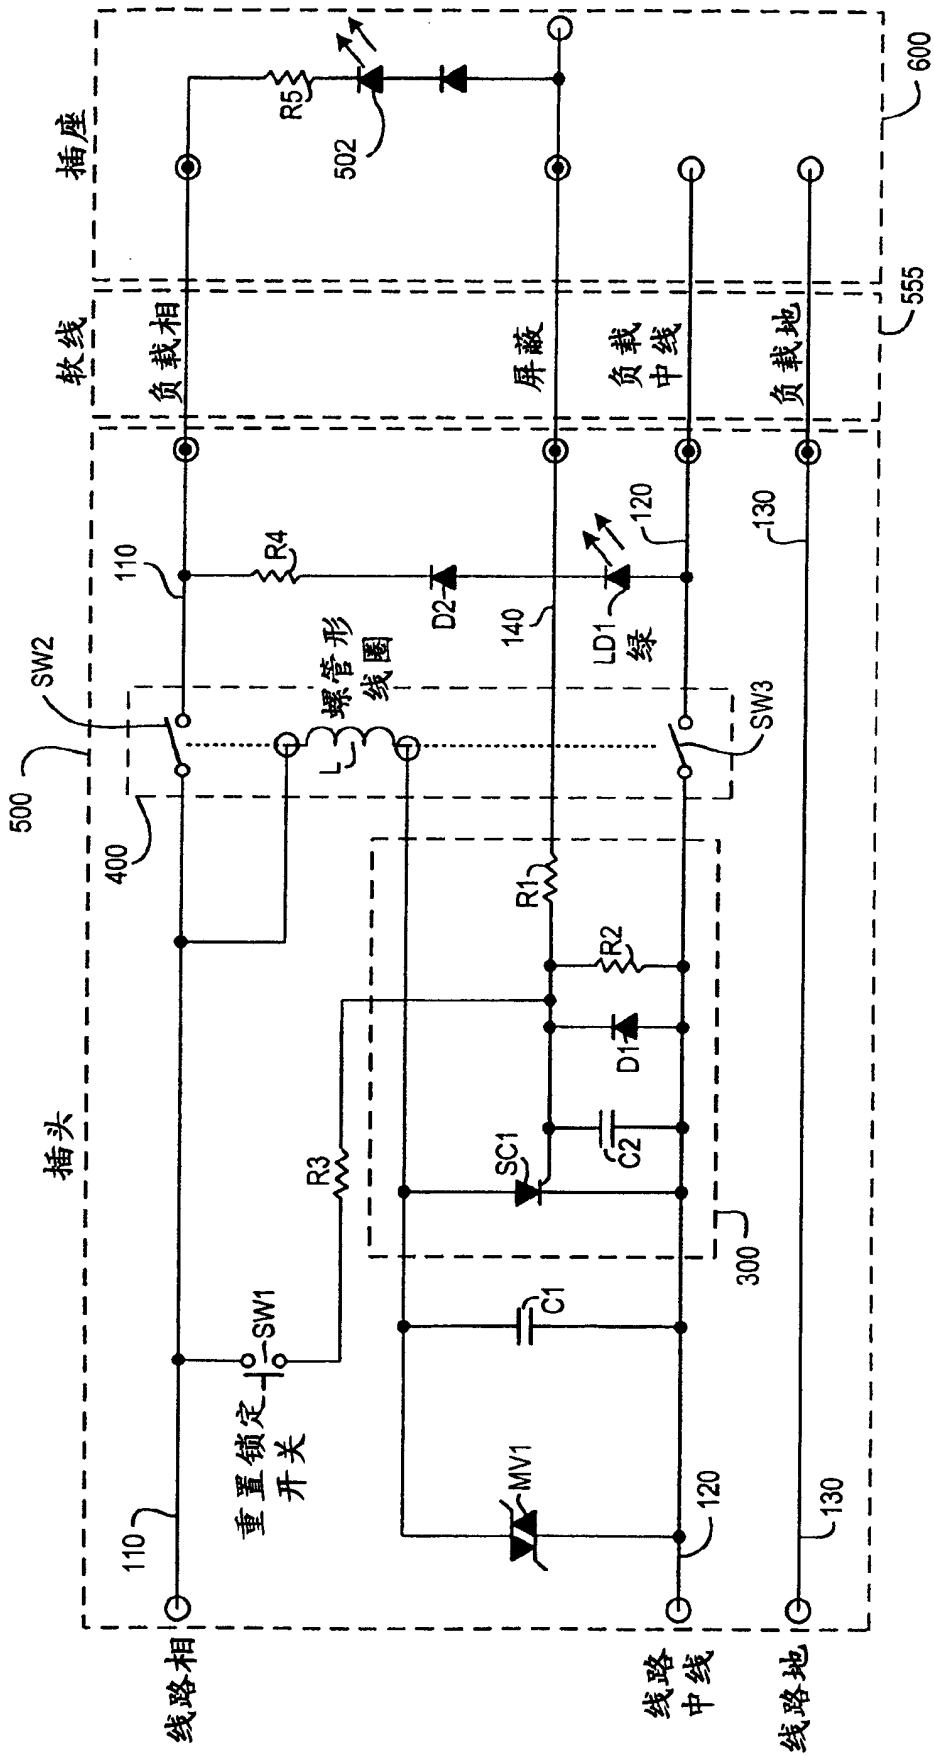 插头
软线
插座
500
SW2
400
110
110
线路相
负载相
重置锁定
开关
SW1
R3
L
螺管形
线圈
R4
R5
502
D2
140
屏蔽
MV1
C1
SC1
C2
D1
R2
R1
300
LD1
绿
SW3
120
120
线路
中线
负载
中线
130
130
线路地
负载地
555
600